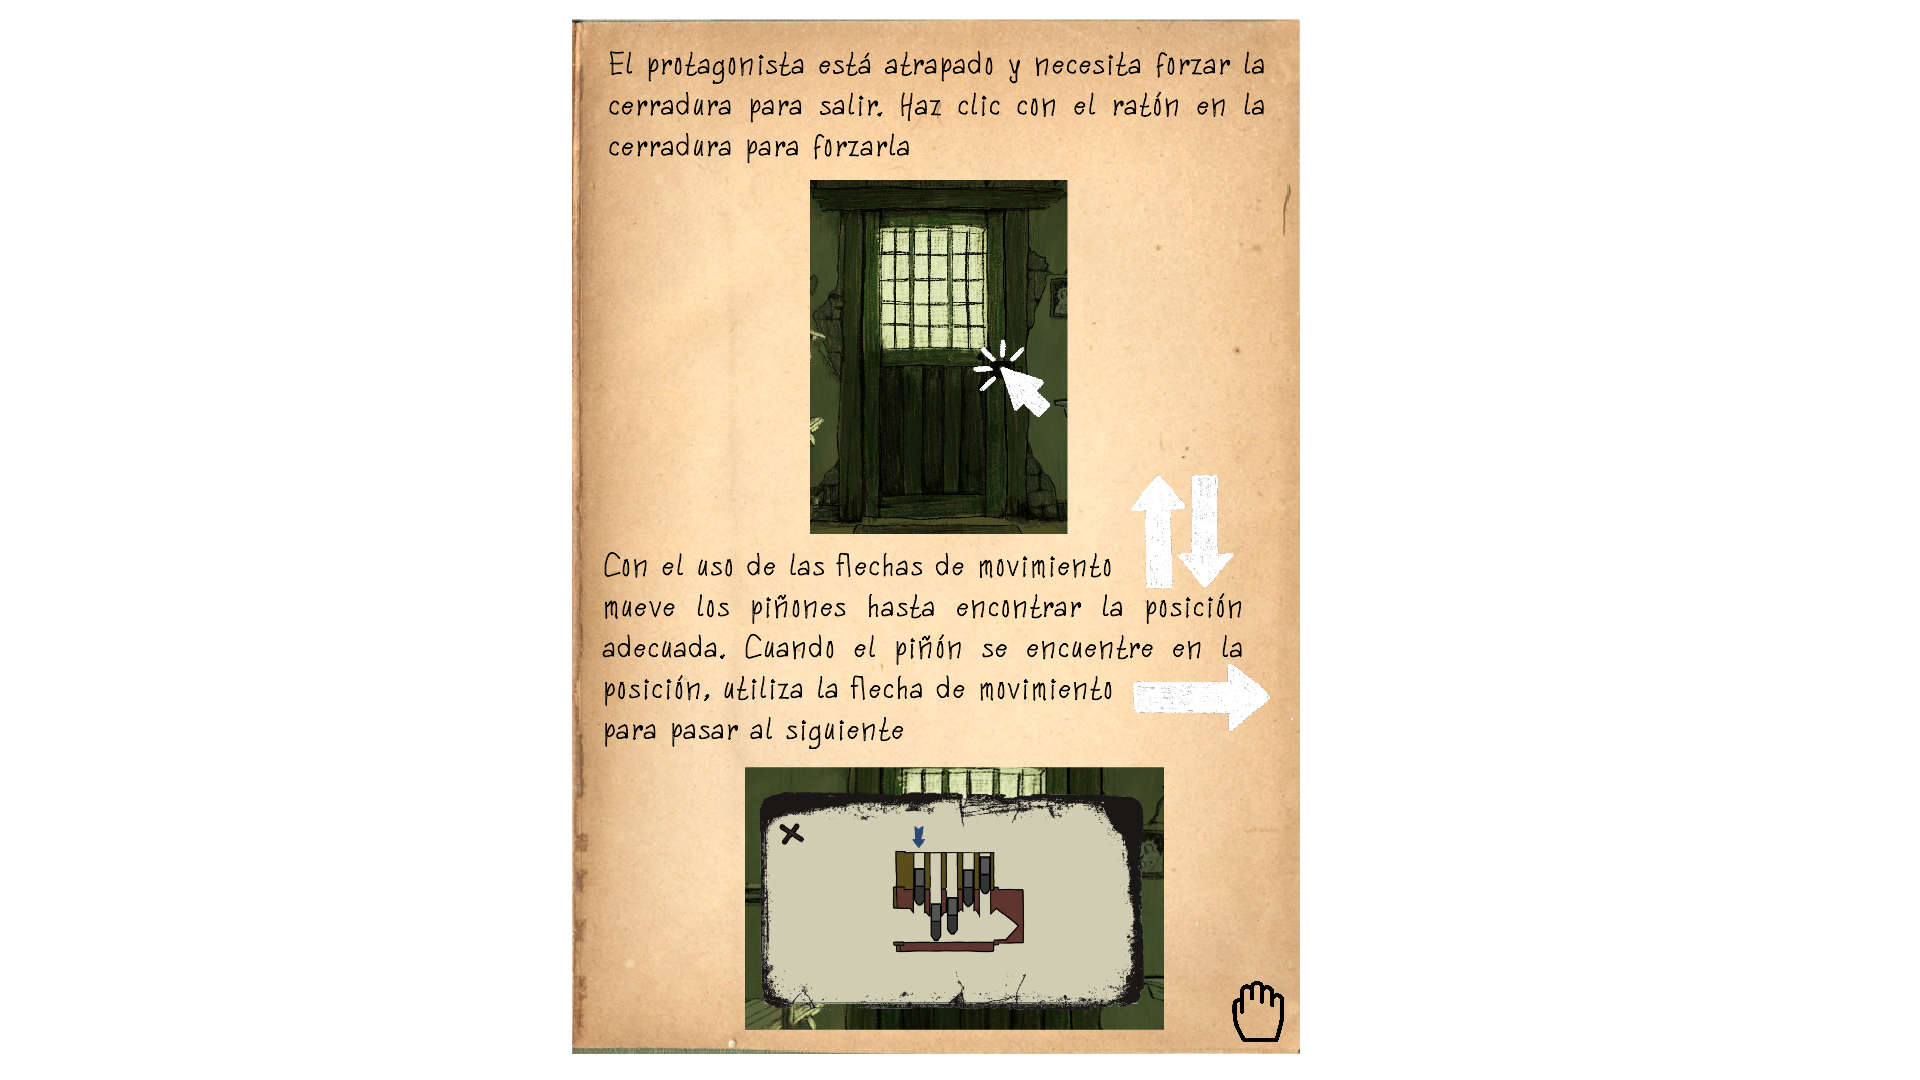 El protagonista está atrapado y necesita forzar la
cerradura para salir. Haz clic con el ratón en la
cerradura para forzarla
Con el uso de las flechas de movimiento
mueve los piñones hasta encontrar la posición
adecuada. Cuando el piñón se encuentre en la
posición, utiliza la flecha de movimiento
para pasar al siguiente